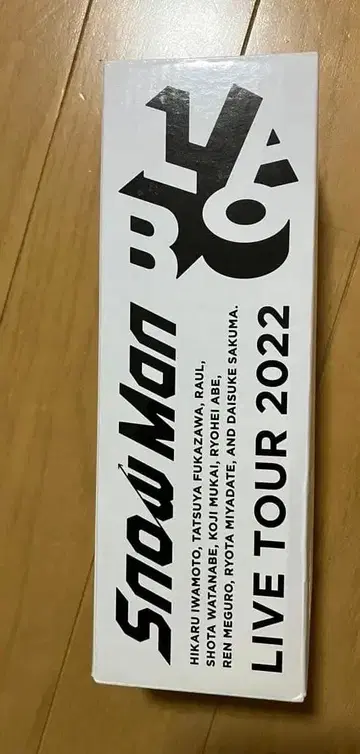 Snow Man
HIKARU IWAMOTO, TATSUYA FUKAZAWA, RAUL,
SHOTA WATANABE, KOJI MUKAI, RYOHEI ABE,
REN MEGURO, RYOTA MIYADATE, AND DAISUKE SAKUMA.
LIVE TOUR 2022